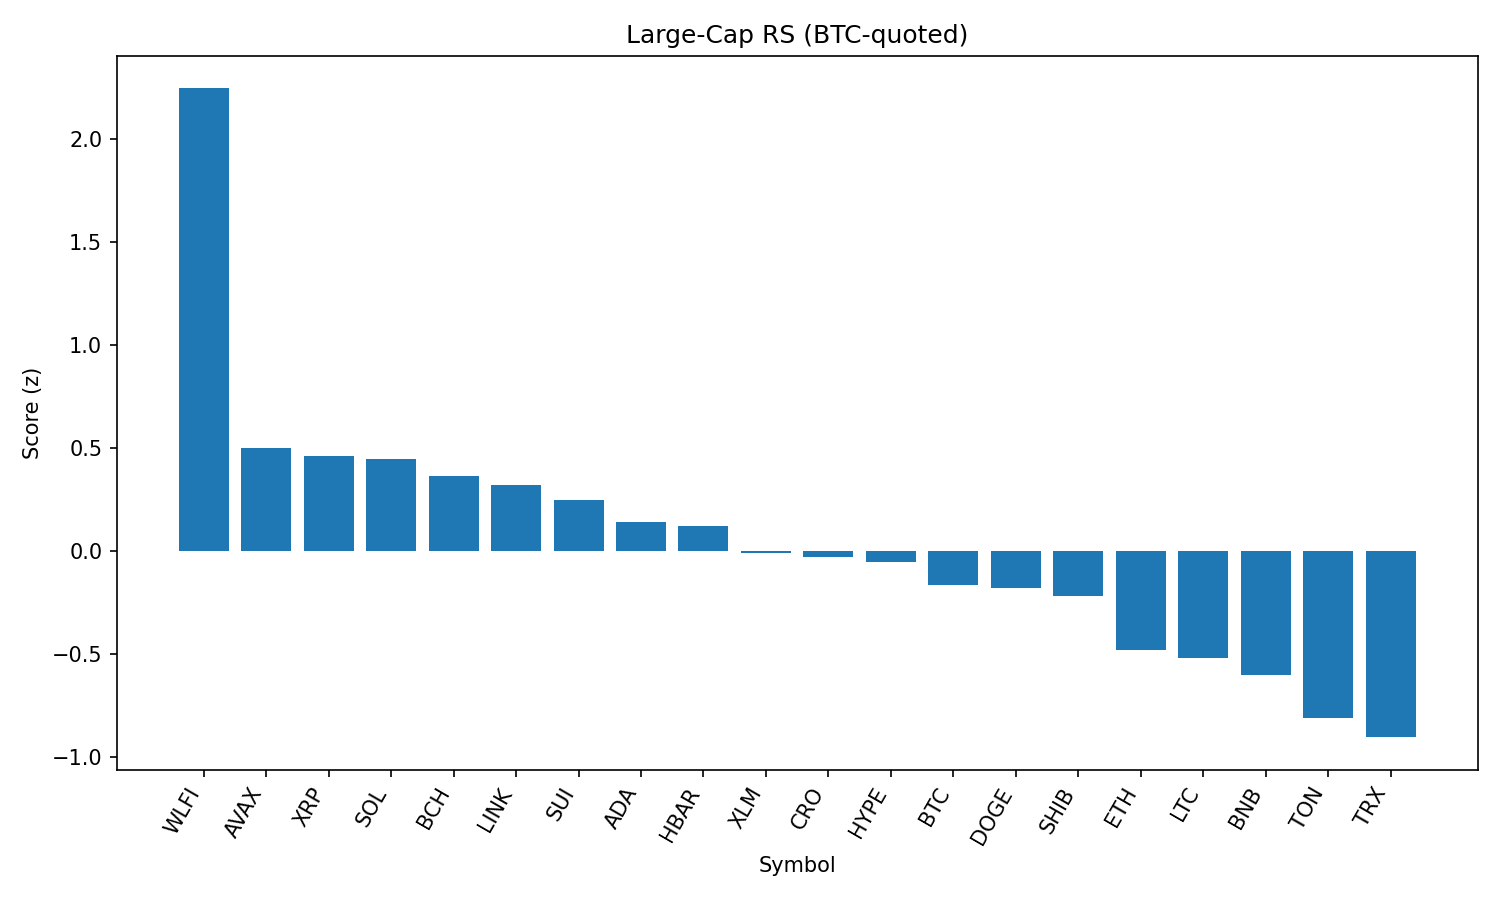 Large-Cap RS (BTC-quoted)
Score (z)
2.0
1.5
1.0
0.5
0.0
−0.5
−1.0
WLFI
AVAX
XRP
SOL
BCH
LINK
SUI
ADA
HBAR
XLM
CRO
HYPE
BTC
DOGE
SHIB
ETH
LTC
BNB
TON
TRX
Symbol